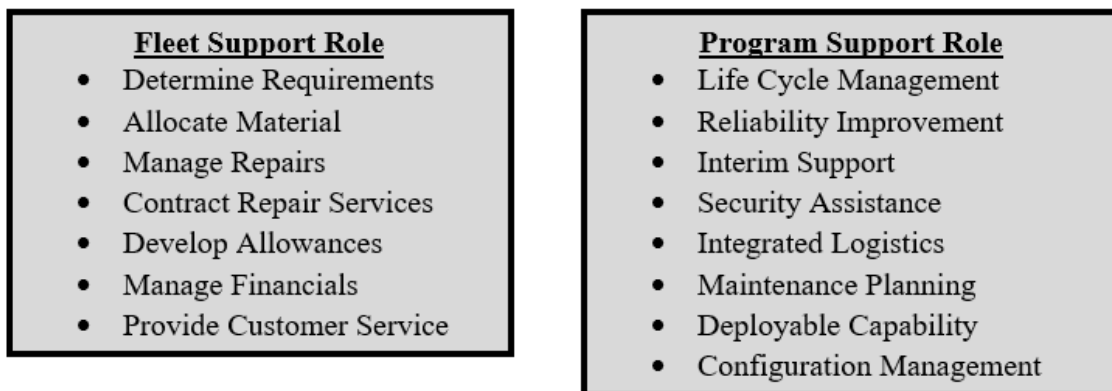 Fleet Support Role
• Determine Requirements
• Allocate Material
• Manage Repairs
• Contract Repair Services
• Develop Allowances
• Manage Financials
• Provide Customer Service
Program Support Role
• Life Cycle Management
• Reliability Improvement
• Interim Support
• Security Assistance
• Integrated Logistics
• Maintenance Planning
• Deployable Capability
• Configuration Management